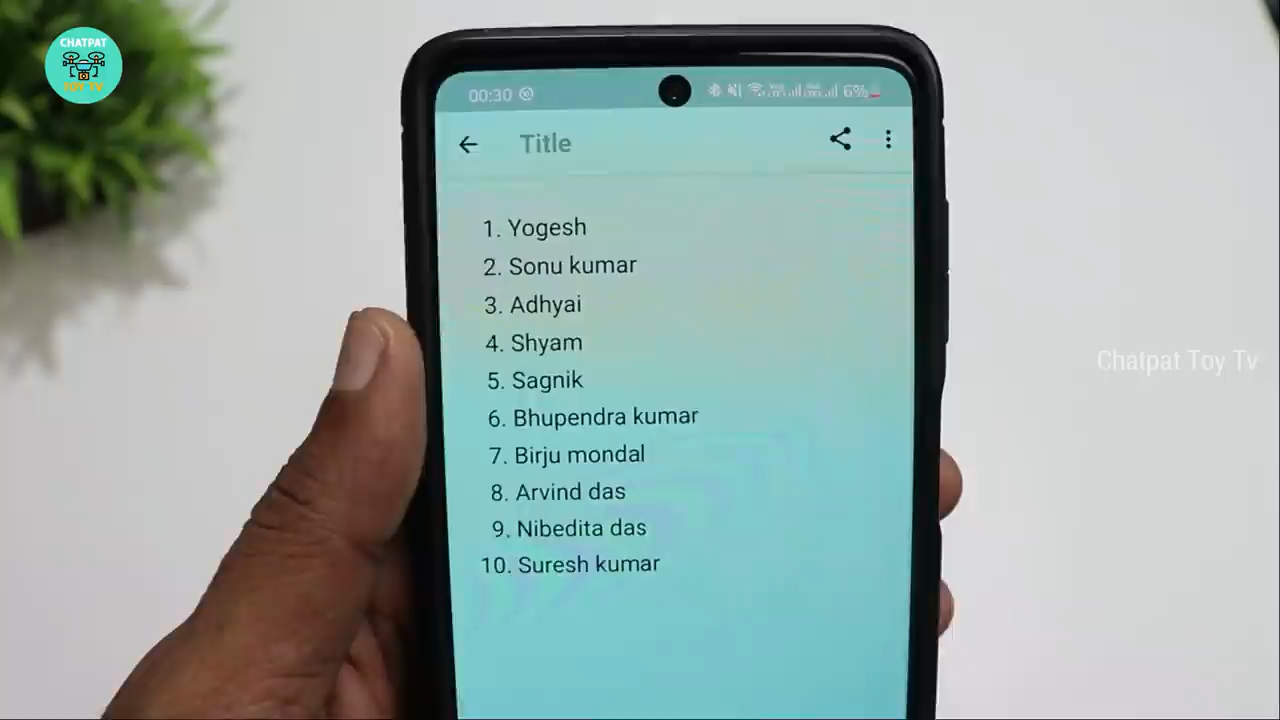 CHATPAT
TOY TV
00:30
6%
Title
1. Yogesh
2. Sonu kumar
3. Adhyai
4. Shyam
5. Sagnik
6. Bhupendra kumar
7. Birju mondal
8. Arvind das
9. Nibedita das
10. Suresh kumar
Chatpat Toy Tv